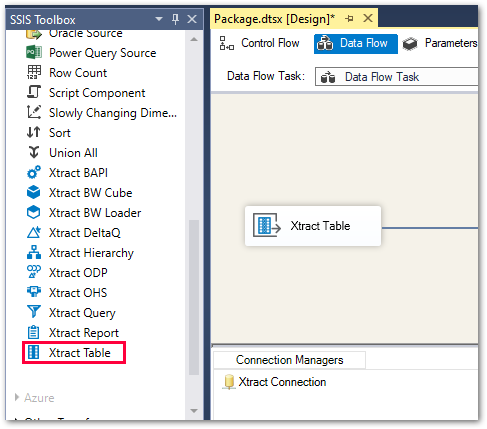 SSIS Toolbox
Oracle Source
Power Query Source
Row Count
Script Component
Slowly Changing Dime...
Sort
Union All
Xtract BAPI
Xtract BW Cube
Xtract BW Loader
Xtract DeltaQ
Xtract Hierarchy
Xtract ODP
Xtract OHS
Xtract Query
Xtract Report
Xtract Table
Azure
Package.dtsx [Design]*
Control Flow
Data Flow
Parameters
Data Flow Task:
Data Flow Task
Xtract Table
Connection Managers
Xtract Connection